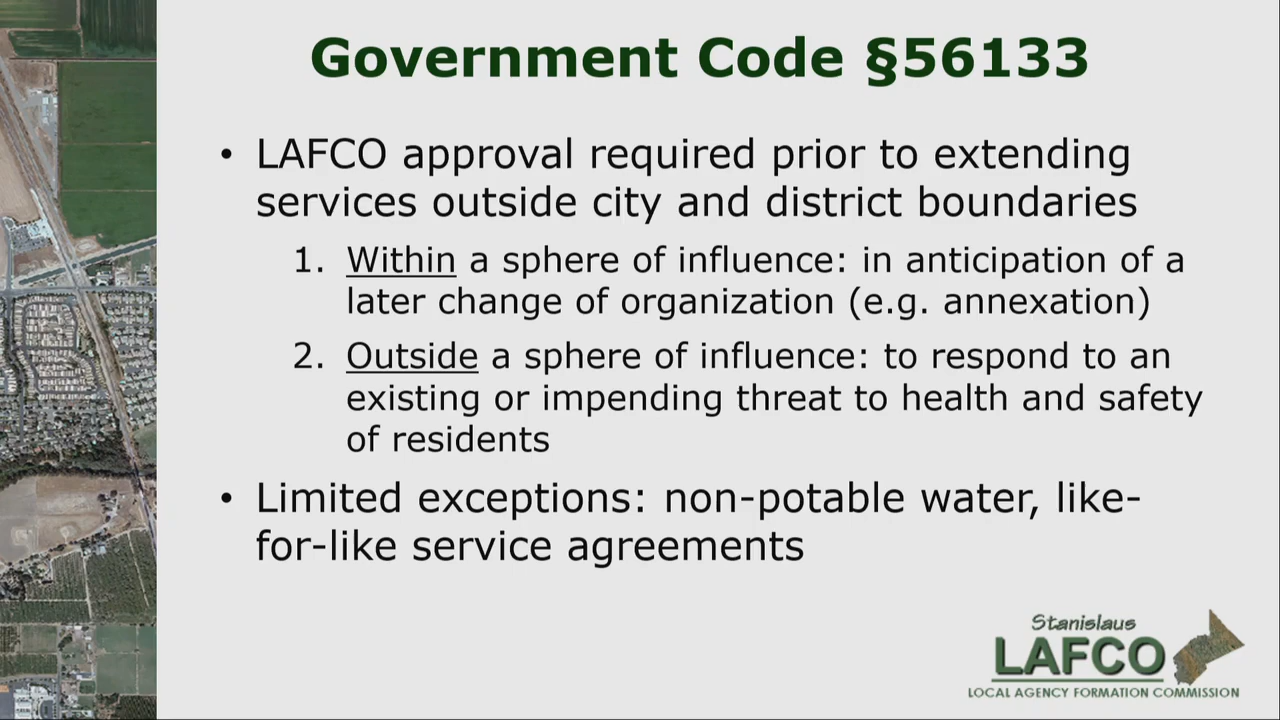 Government Code §56133
• LAFCO approval required prior to extending
services outside city and district boundaries
1. Within a sphere of influence: in anticipation of a
later change of organization (e.g. annexation)
2. Outside a sphere of influence: to respond to an
existing or impending threat to health and safety
of residents
• Limited exceptions: non-potable water, like-
for-like service agreements
Stanislaus
LAFCO
LOCAL AGENCY FORMATION COMMISSION